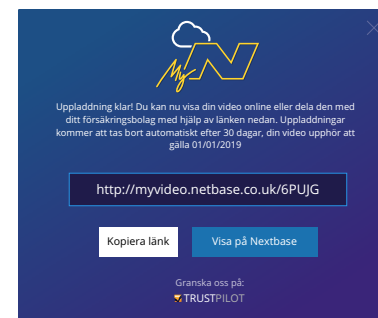 My N
Uppladdning klar! Du kan nu visa din video online eller dela den med
ditt försäkringsbolag med hjälp av länken nedan. Uppladdningar
kommer att tas bort automatiskt efter 30 dagar, din video upphör att
gälla 01/01/2019
http://myvideo.netbase.co.uk/6PUJG
Kopiera länk
Visa på Nextbase
Granska oss på:
TRUSTPILOT